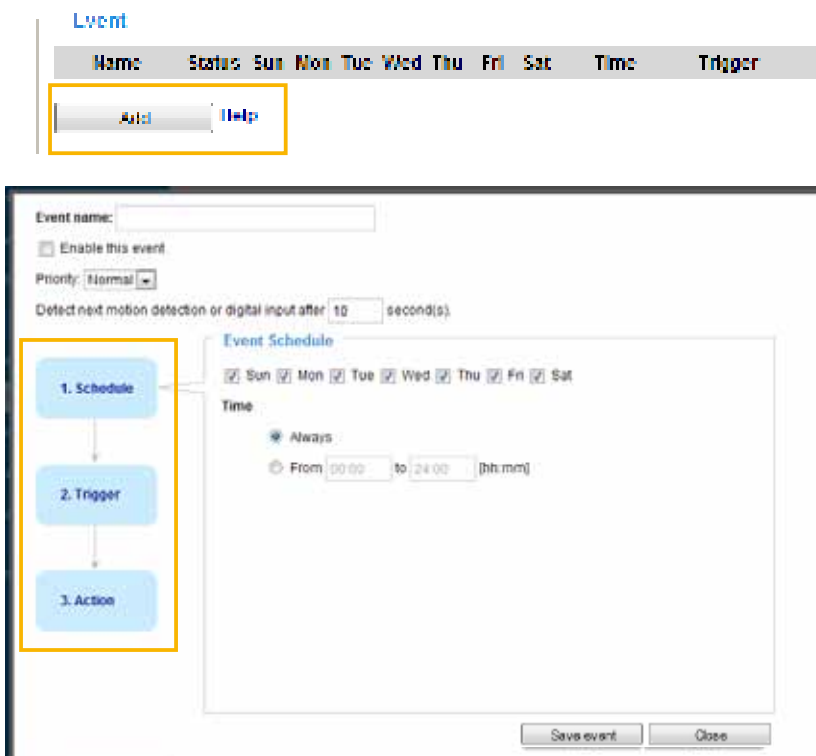 Event
Name Status Sun Mon Tue Wed Thu Fri Sat Time Trigger
Add Help
Event name:
Enable this event
Priority: Normal
Detect next motion detection or digital input after 10 second(s).
Event Schedule
1. Schedule
Sun Mon Tue Wed Thu Fri Sat
Time
Always
From 00:00 to 24:00 [hh:mm]
2. Trigger
3. Action
Save event Close